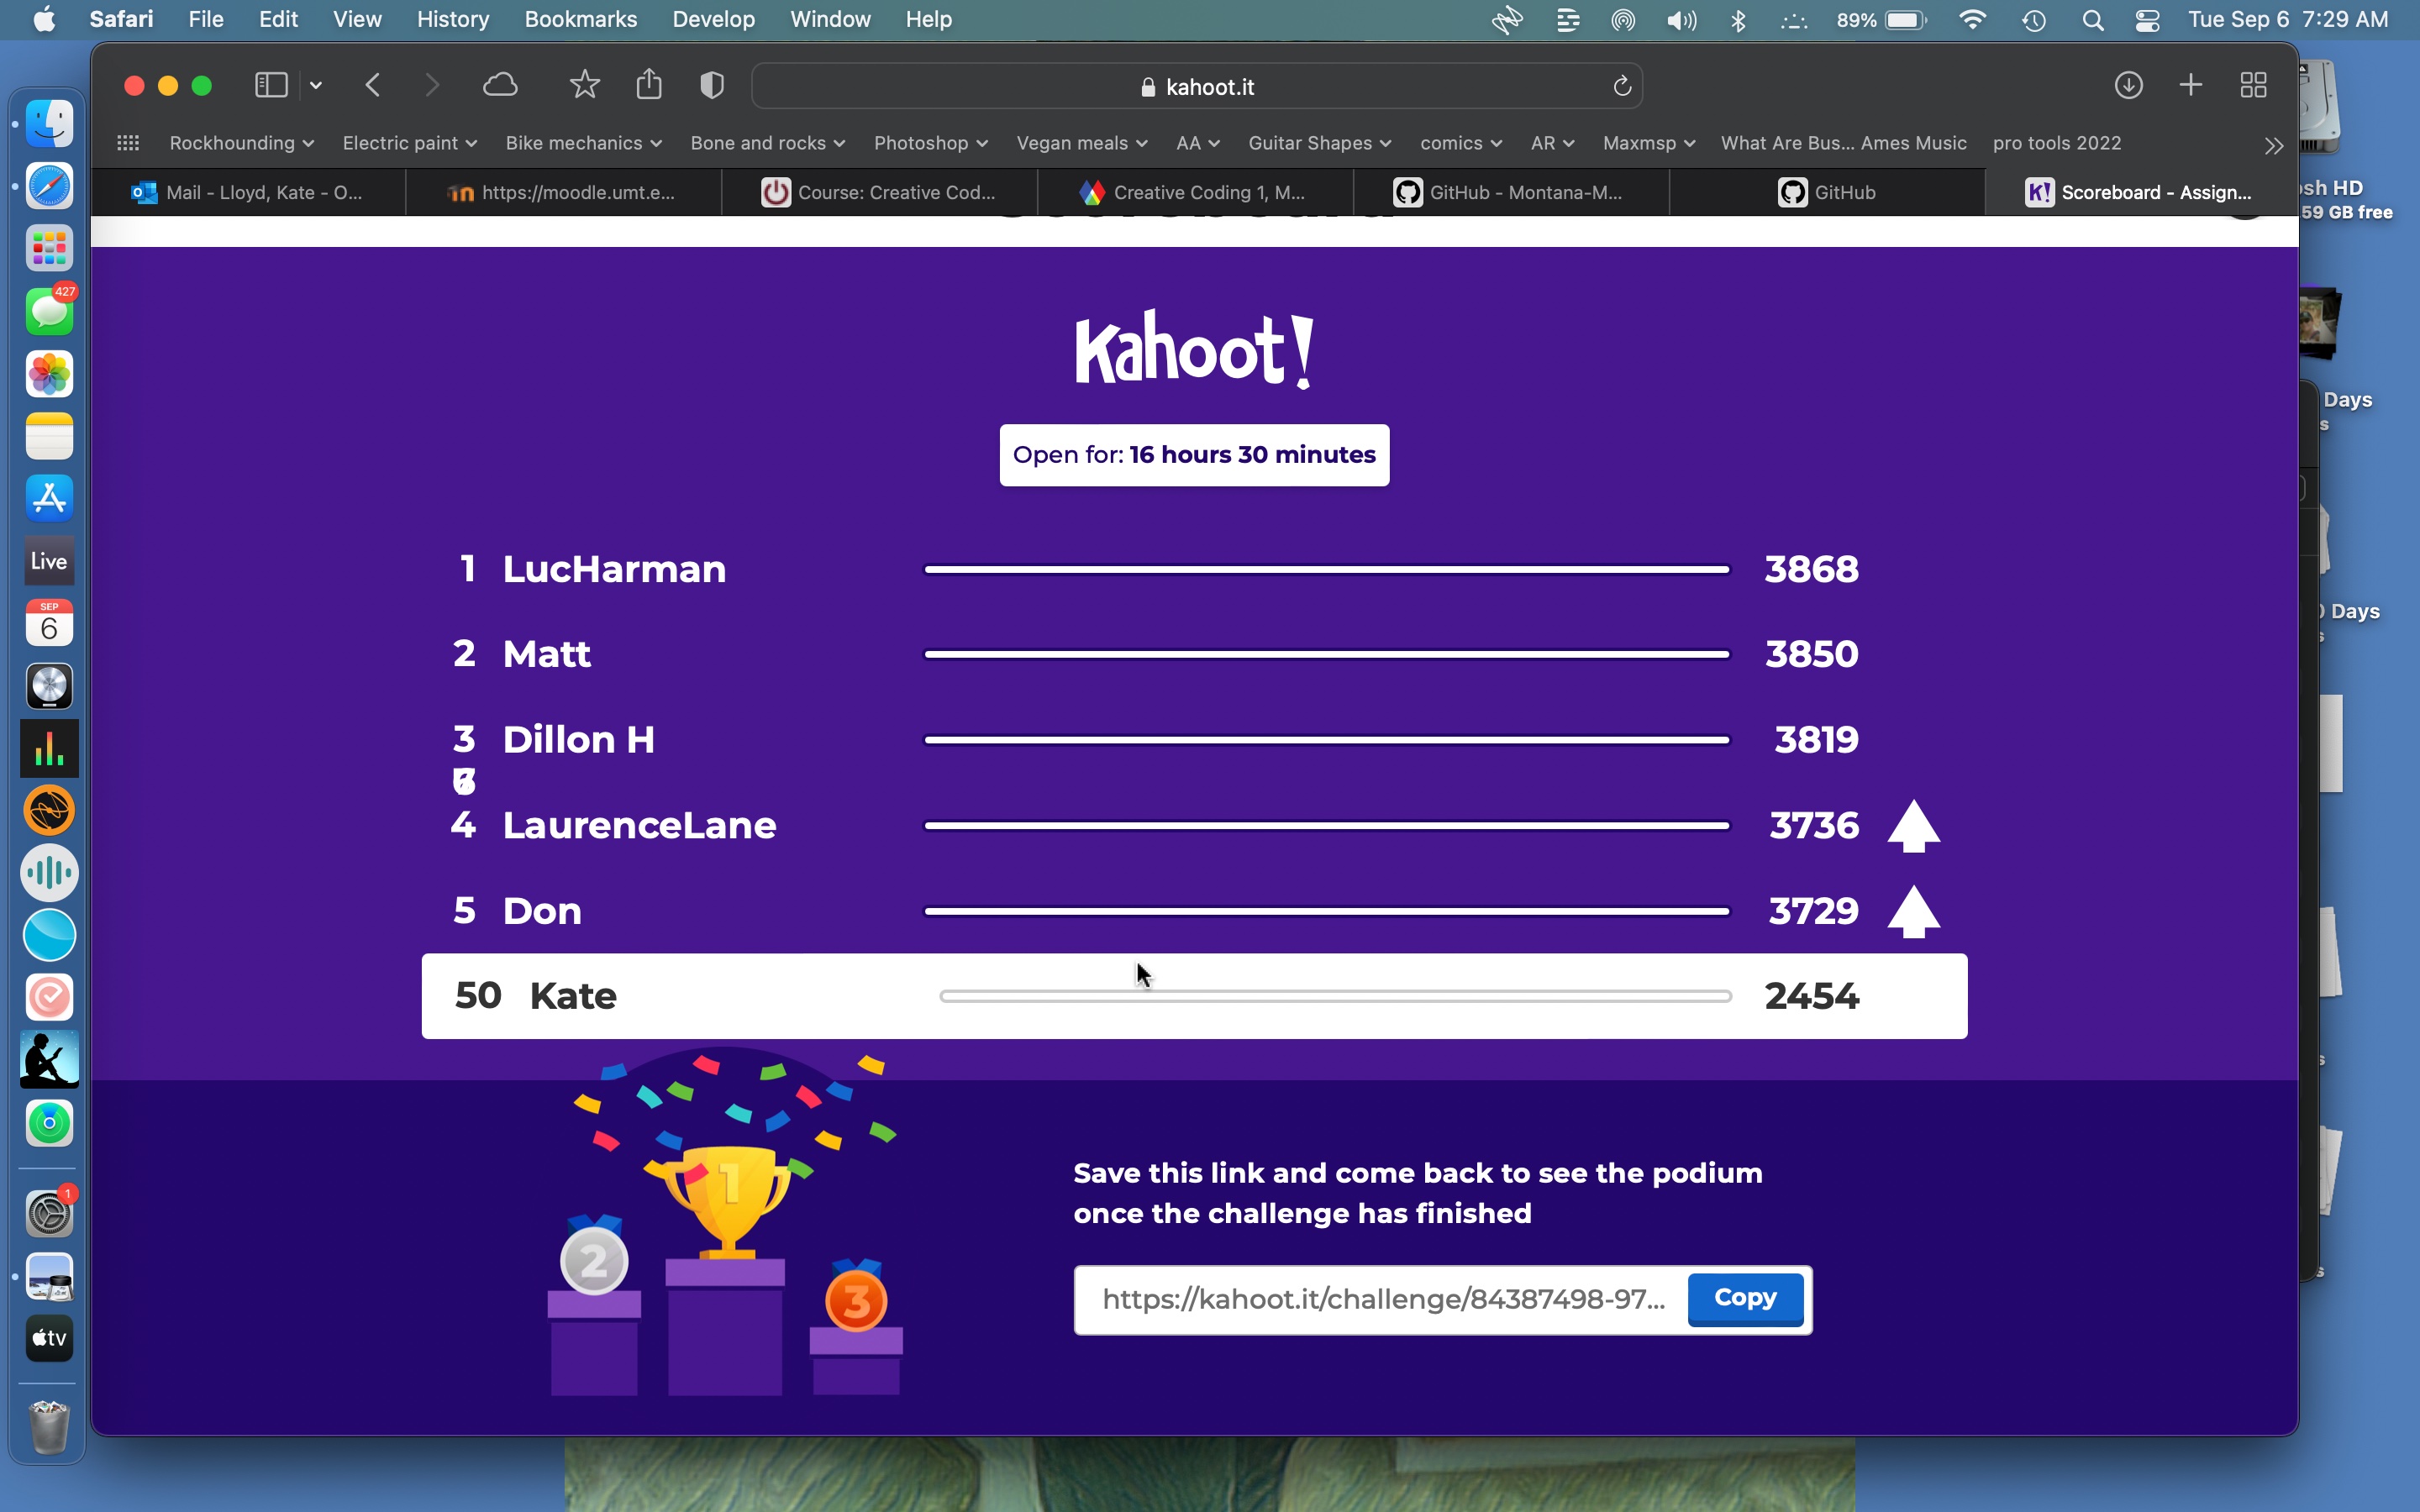 Safari File Edit View History Bookmarks Develop Window Help 89% Tue Sep 6 7:29 AM
kahoot.it
Rockhounding Electric paint Bike mechanics Bone and rocks Photoshop Vegan meals AA Guitar Shapes comics AR Maxmsp What Are Bus... Ames Music pro tools 2022
Mail - Lloyd, Kate - O... https://moodle.umt.e... Course: Creative Cod... Creative Coding 1, M... GitHub - Montana-M... GitHub K! Scoreboard - Assign...
HD
59 GB free
427
Kahoot!
Days
Open for: 16 hours 30 minutes
Live
1 LucHarman 3868
SEP
6
Days
2 Matt 3850
3 Dillon H 3819
4 LaurenceLane 3736
5 Don 3729
50 Kate 2454
1
Save this link and come back to see the podium
once the challenge has finished
1
2
3
https://kahoot.it/challenge/84387498-97...
Copy
tv